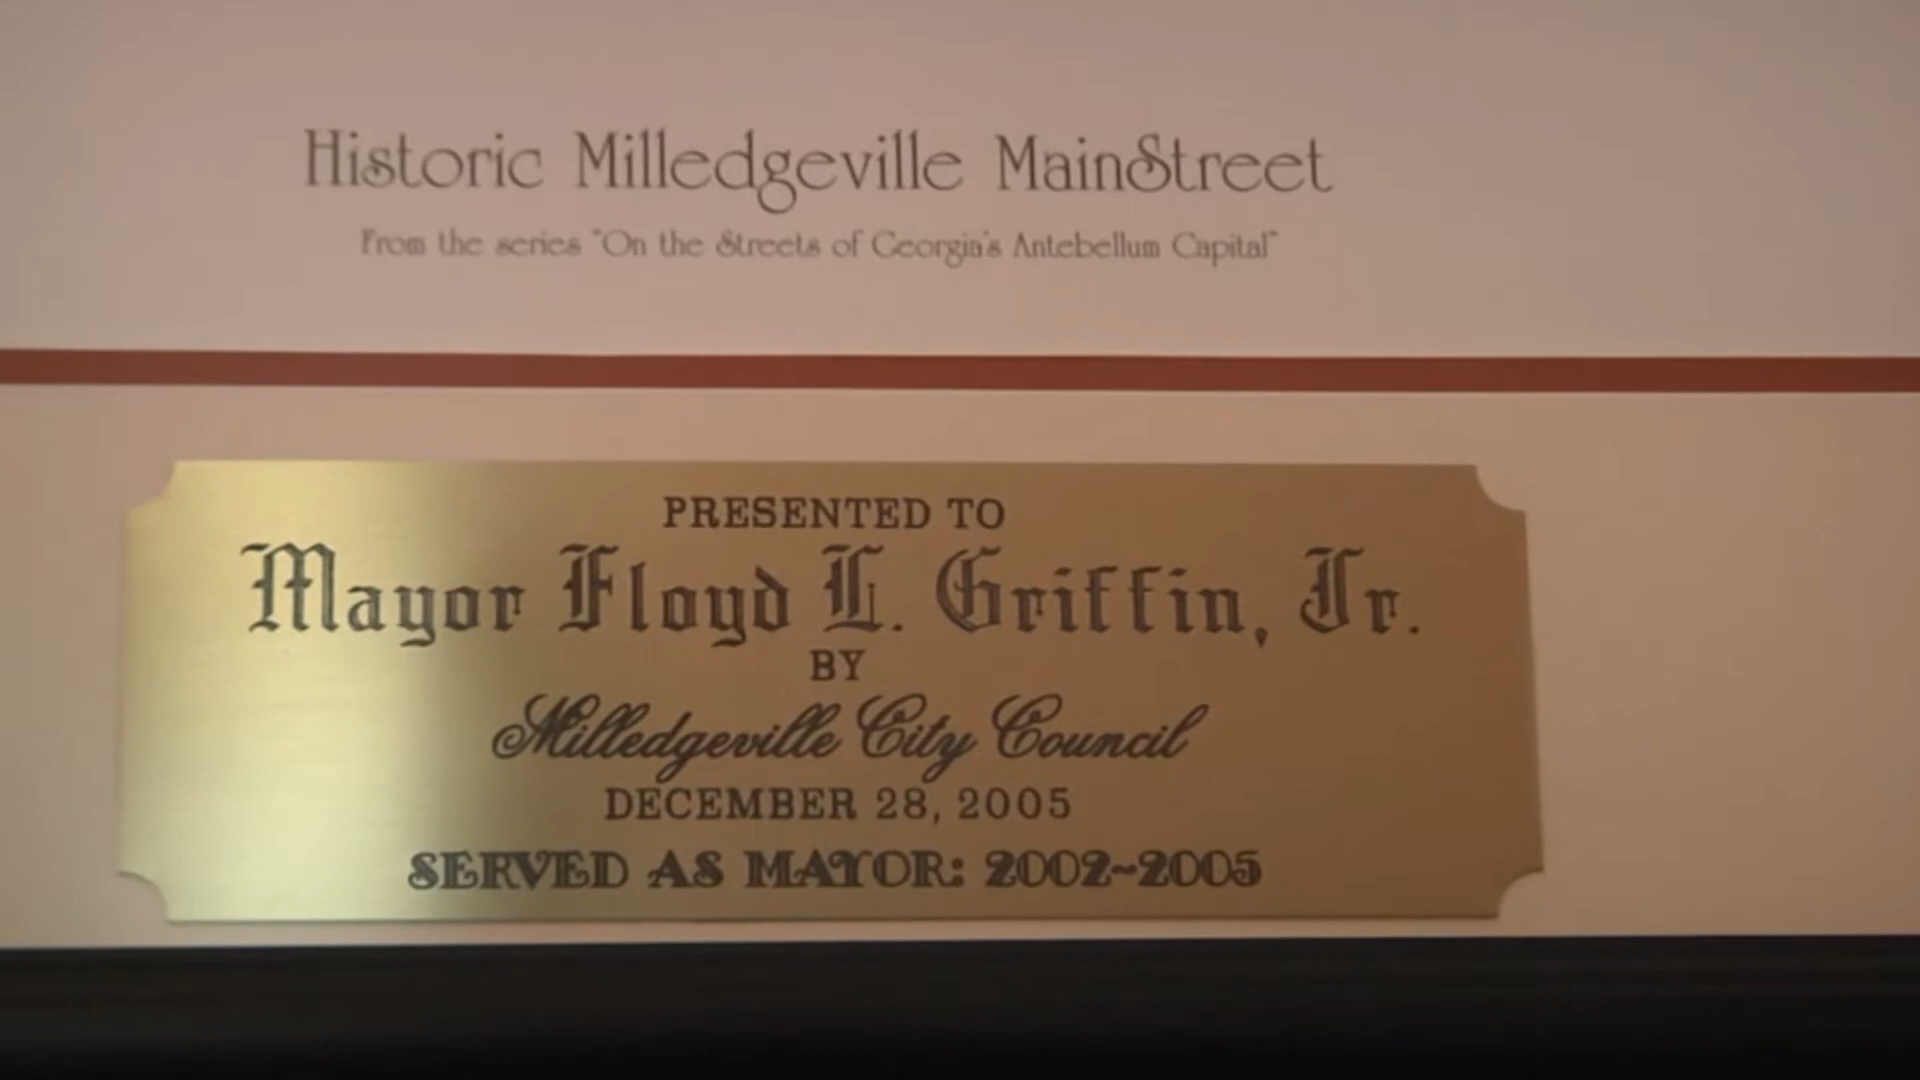 Historic Milledgeville MainStreet
From the series "On the Streets of Georgia's Antebellum Capital"
PRESENTED TO
Mayor Floyd L. Griffin, Jr.
BY
Milledgeville City Council
DECEMBER 28, 2005
SERVED AS MAYOR: 2002~2005